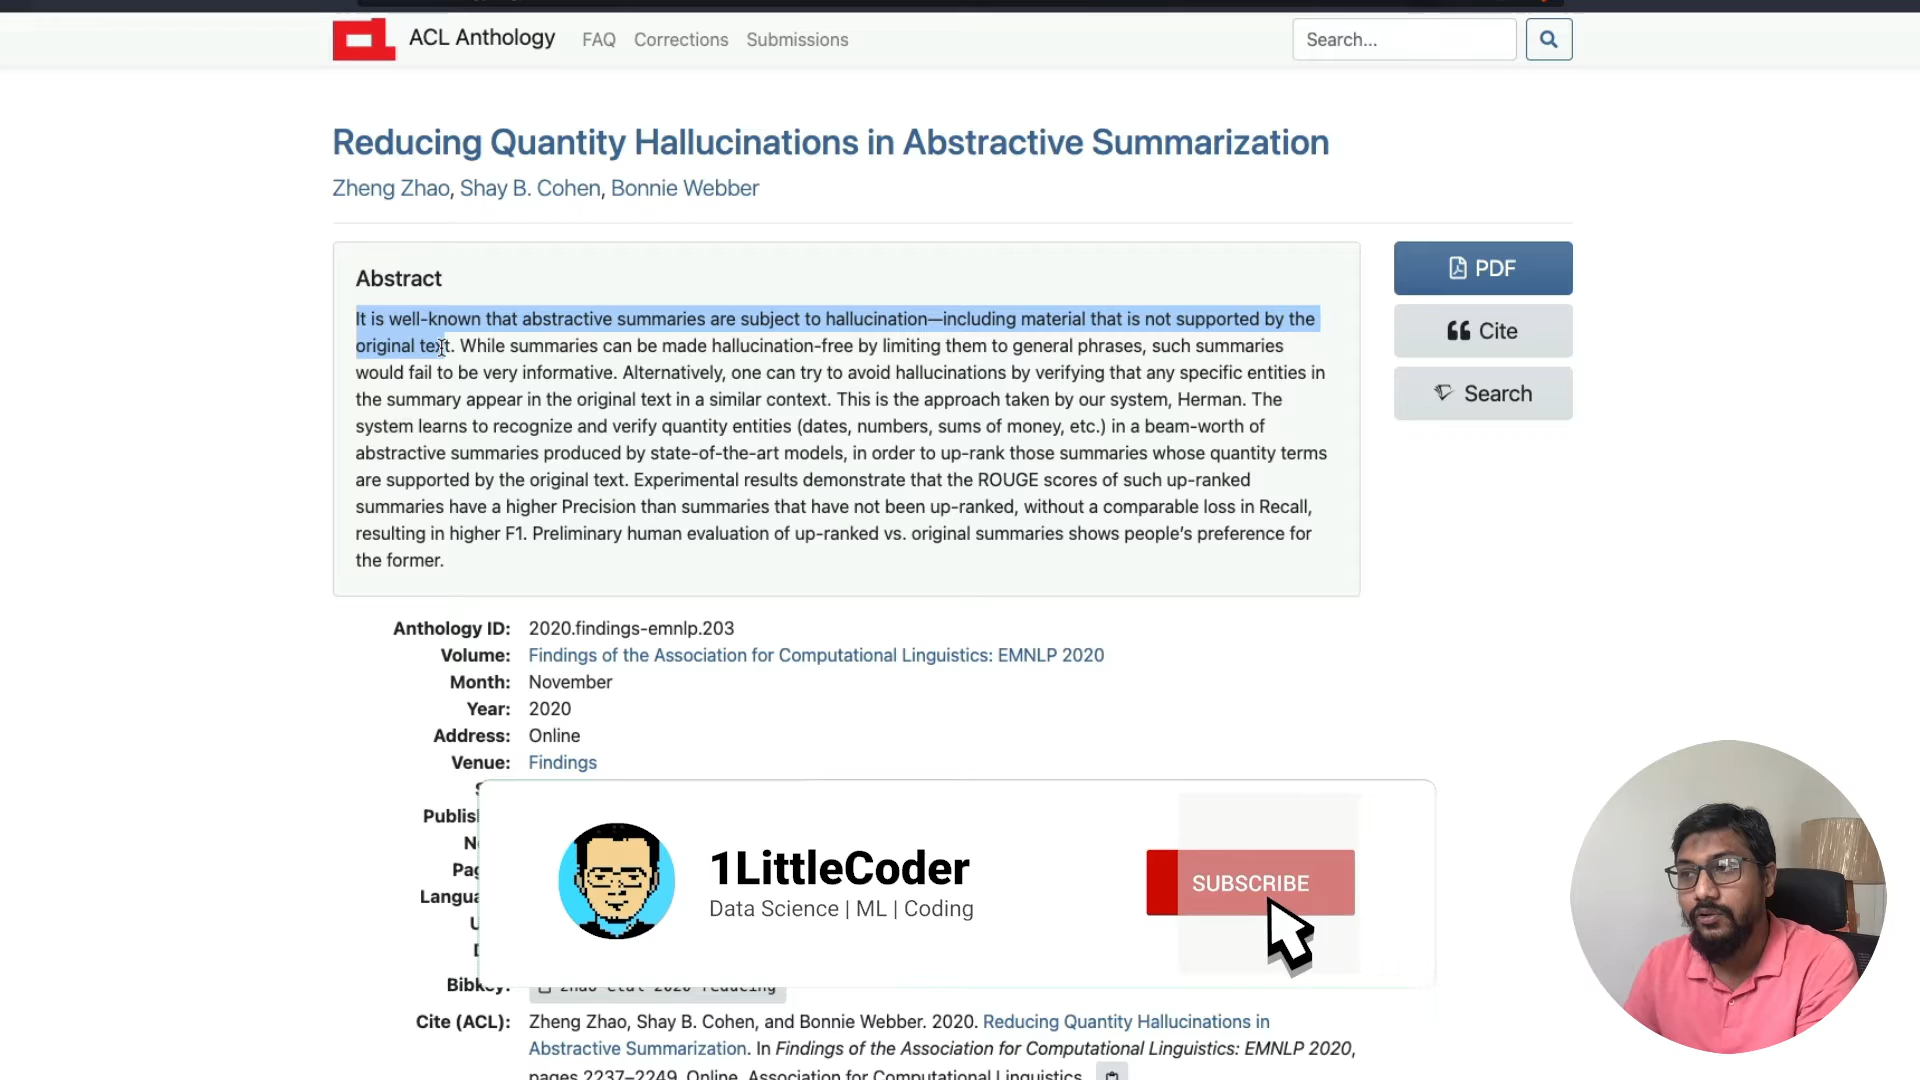 ACL Anthology FAQ Corrections Submissions Search...
Reducing Quantity Hallucinations in Abstractive Summarization
Zheng Zhao, Shay B. Cohen, Bonnie Webber
Abstract
It is well-known that abstractive summaries are subject to hallucination—including material that is not supported by the
original text. While summaries can be made hallucination-free by limiting them to general phrases, such summaries
would fail to be very informative. Alternatively, one can try to avoid hallucinations by verifying that any specific entities in
the summary appear in the original text in a similar context. This is the approach taken by our system, Herman. The
system learns to recognize and verify quantity entities (dates, numbers, sums of money, etc.) in a beam-worth of
abstractive summaries produced by state-of-the-art models, in order to up-rank those summaries whose quantity terms
are supported by the original text. Experimental results demonstrate that the ROUGE scores of such up-ranked
summaries have a higher Precision than summaries that have not been up-ranked, without a comparable loss in Recall,
resulting in higher F1. Preliminary human evaluation of up-ranked vs. original summaries shows people's preference for
the former.
PDF
Cite
Search
Anthology ID: 2020.findings-emnlp.203
Volume: Findings of the Association for Computational Linguistics: EMNLP 2020
Month: November
Year: 2020
Address: Online
Venue: Findings
Publis
Pag
Langua
1LittleCoder
Data Science | ML | Coding
SUBSCRIBE
Bibkey:
Cite (ACL): Zheng Zhao, Shay B. Cohen, and Bonnie Webber. 2020. Reducing Quantity Hallucinations in
Abstractive Summarization. In Findings of the Association for Computational Linguistics: EMNLP 2020,
pages 2237–2249, Online. Association for Computational Linguistics.